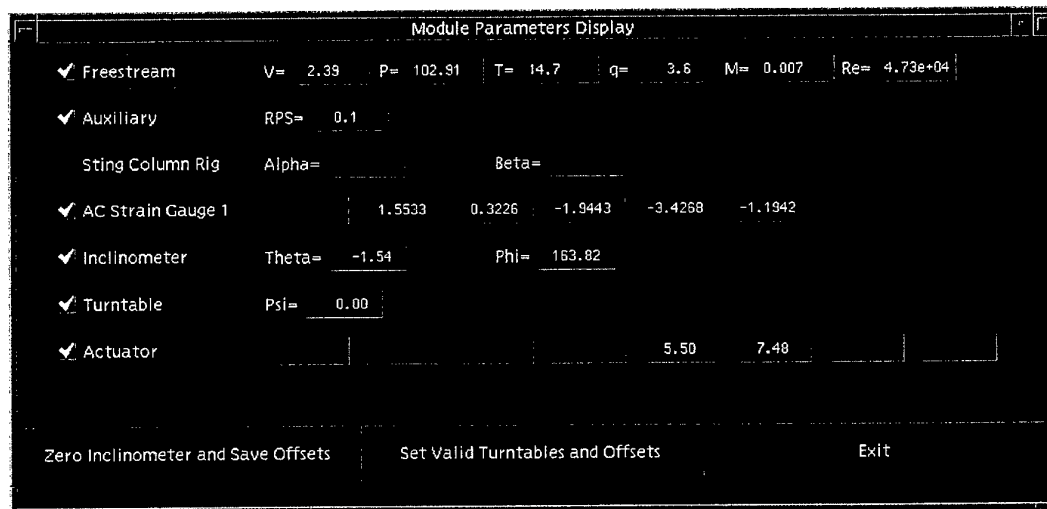 Module Parameters Display
Freestream V= 2.39 P= 102.91 T= 14.7 q= 3.6 M= 0.007 Re= 4.73e+04
Auxiliary RPS= 0.1
Sting Column Rig Alpha= Beta=
AC Strain Gauge 1 1.5533 0.3226 -1.9443 -3.4268 -1.1942
Inclinometer Theta= -1.54 Phi= 163.82
Turntable Psi= 0.00
Actuator 5.50 7.48
Zero Inclinometer and Save Offsets Set Valid Turntables and Offsets Exit